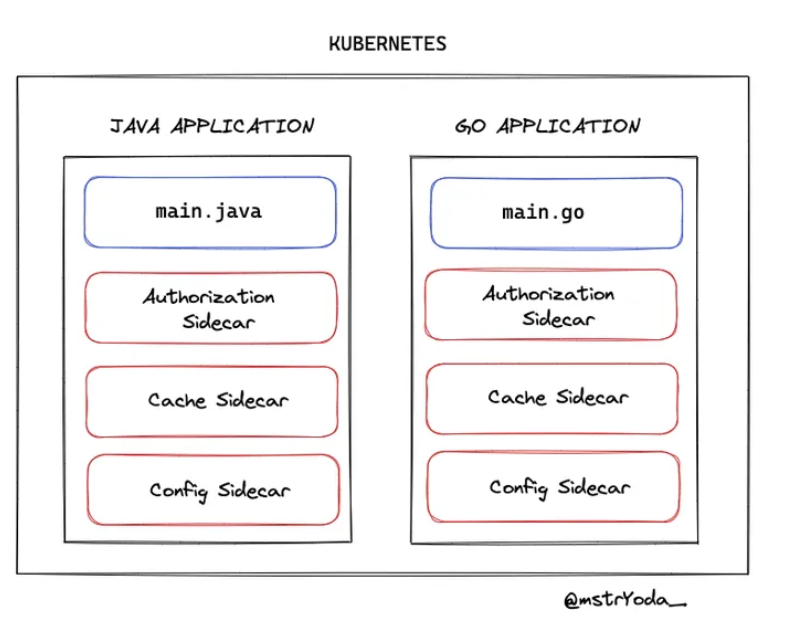 KUBERNETES
JAVA APPLICATION
GO APPLICATION
main.java
Authorization
Sidecar
Cache Sidecar
Config Sidecar
main.go
Authorization
Sidecar
Cache Sidecar
Config Sidecar
@mstrYoda_